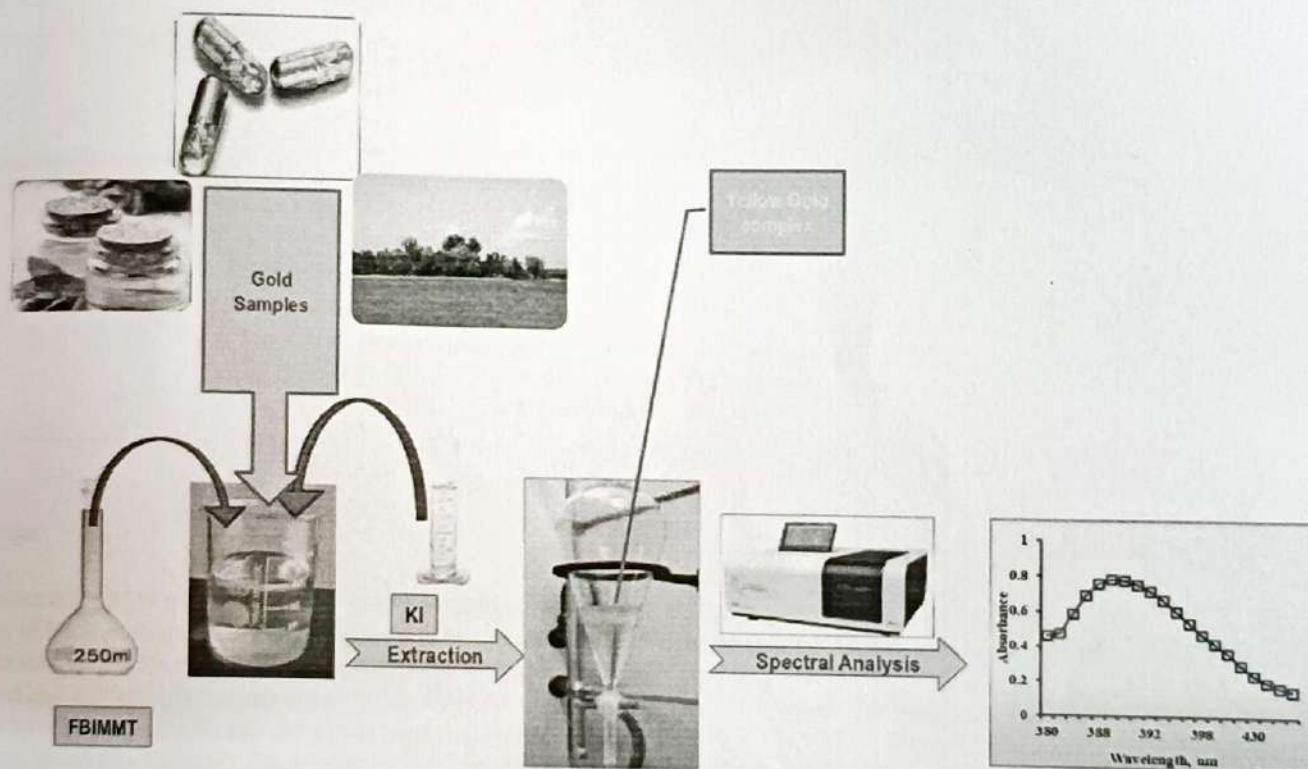 Yellow Gold
complex
Gold
Samples
KI
250ml
Extraction
Spectral Analysis
FBIMMT
1
0.8
0.6
0.4
0.2
0
Absorbance
380
388
392
398
430
Wavelength, nm